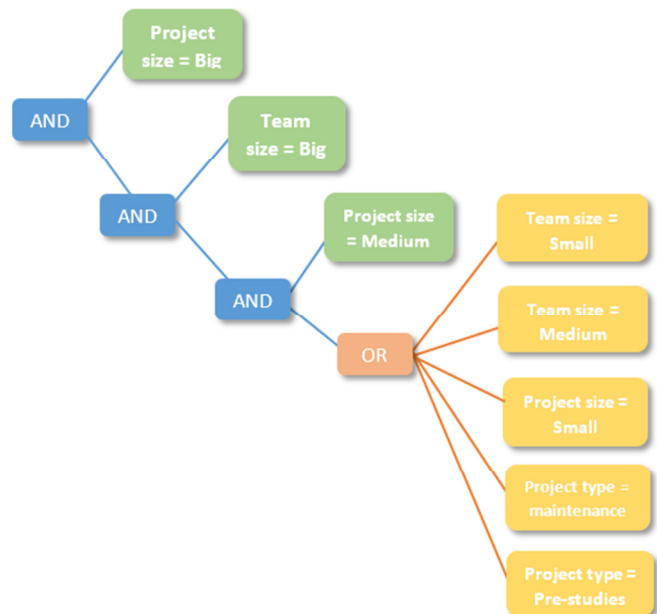 Project
size = Big
AND
Team
size = Big
AND
Project size
= Medium
AND
OR
Team size =
Small
Team size =
Medium
Project size =
Small
Project type =
maintenance
Project type =
Pre-studies